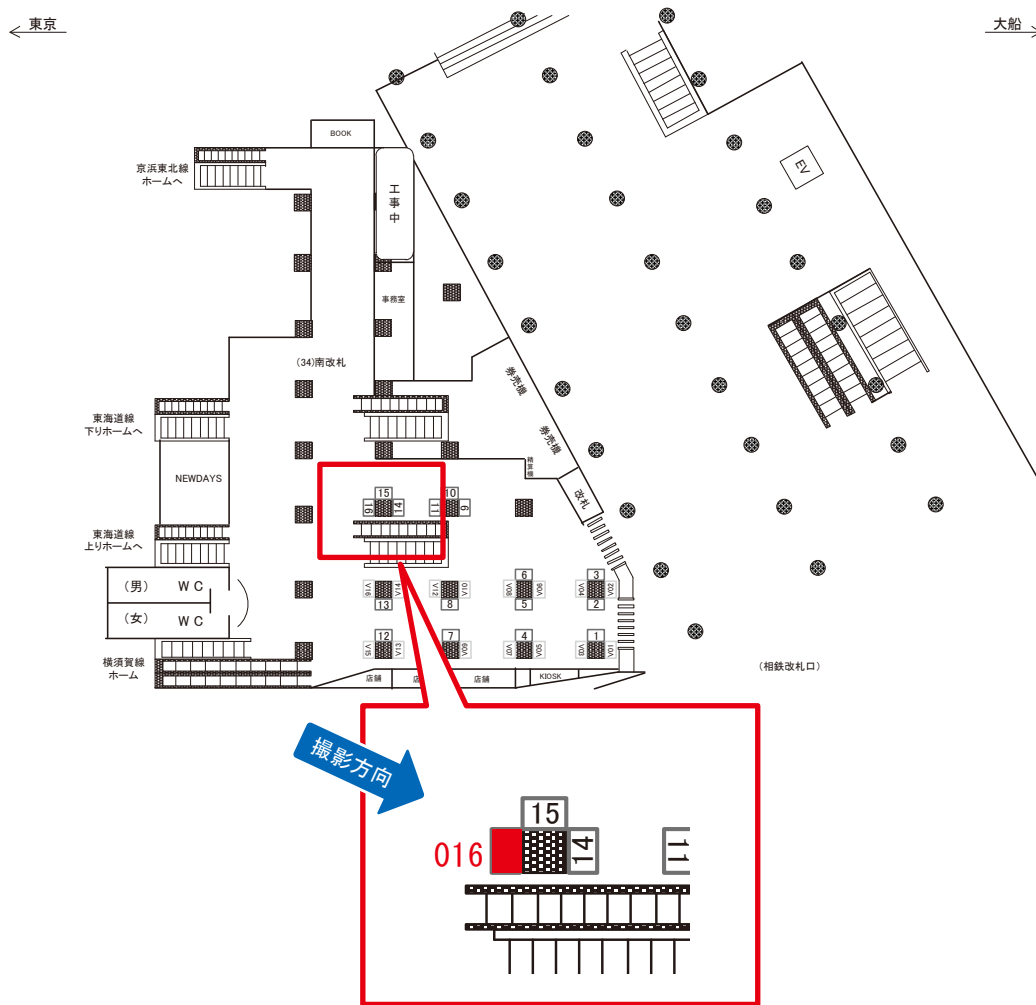 東京
大船
BOOK
京浜東北線
ホームへ
工事中
EV
事務室
(34)南改札
券売機
券売機
東海道線
下りホームへ
精算機
NEWDAYS
改札
15
16
14
10
11
9
東海道線
上りホームへ
(男) WC
(女) WC
V16
V14
13
V12
V10
8
6
V08
V06
5
3
V04
V02
2
12
V15
V13
7
V09
4
V07
V05
1
V03
V01
横須賀線
ホーム
店舗
店
店舗
KIOSK
(相鉄改札口)
撮影方向
15
016
14
11